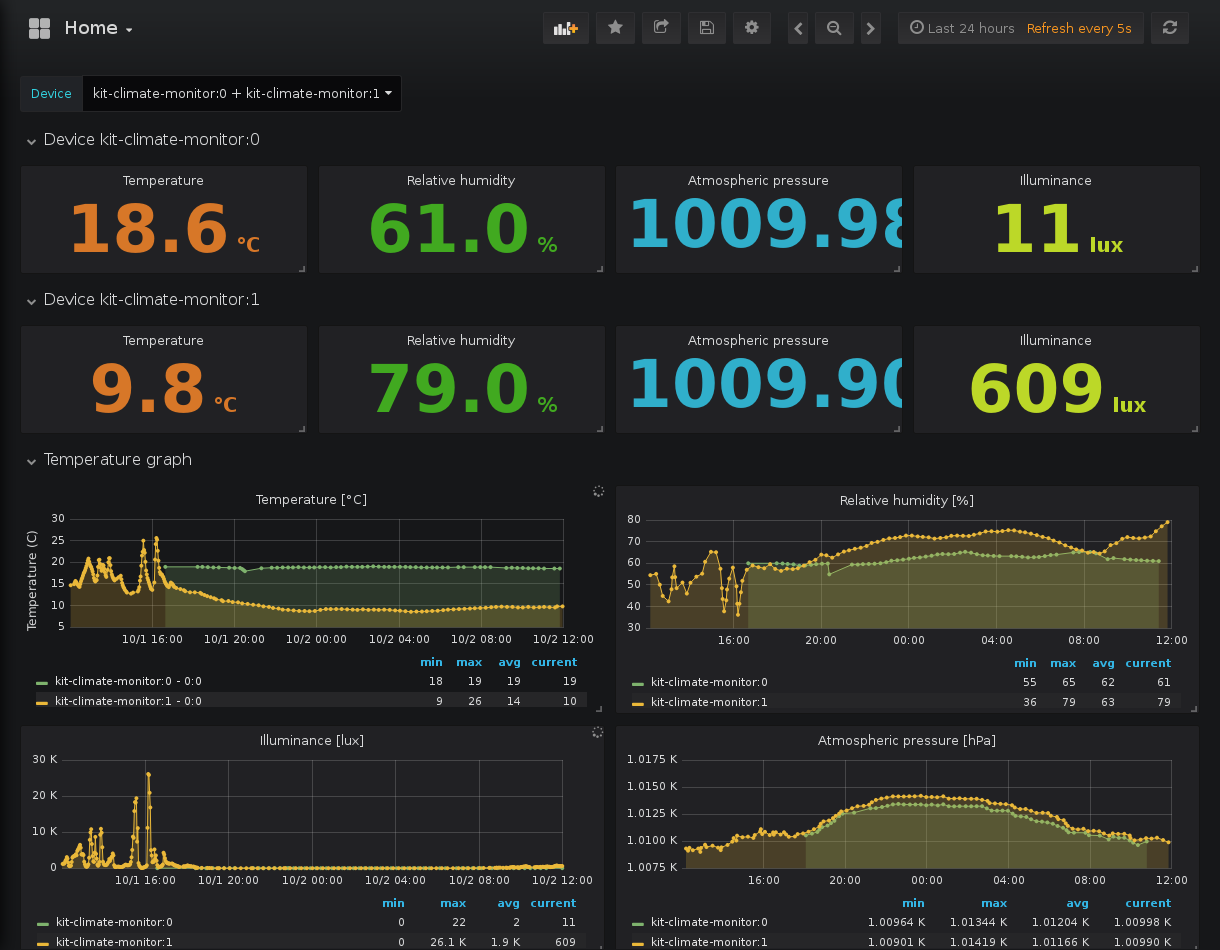 Home
Last 24 hours Refresh every 5s
Device kit-climate-monitor:0 + kit-climate-monitor:1
Device kit-climate-monitor:0
Temperature Relative humidity Atmospheric pressure Illuminance
18.6 °C 61.0 % 1009.98 11 lux
Device kit-climate-monitor:1
Temperature Relative humidity Atmospheric pressure Illuminance
9.8 °C 79.0 % 1009.90 609 lux
Temperature graph
Temperature [°C]
Temperature (C)
30
25
20
15
10
5
10/1 16:00 10/1 20:00 10/2 00:00 10/2 04:00 10/2 08:00 10/2 12:00
min max avg current
kit-climate-monitor:0 - 0:0 18 19 19 19
kit-climate-monitor:1 - 0:0 9 26 14 10
Relative humidity [%]
80
70
60
50
40
30
16:00 20:00 00:00 04:00 08:00 12:00
min max avg current
kit-climate-monitor:0 55 65 62 61
kit-climate-monitor:1 36 79 63 79
Illuminance [lux]
30 K
20 K
10 K
0
10/1 16:00 10/1 20:00 10/2 00:00 10/2 04:00 10/2 08:00 10/2 12:00
min max avg current
kit-climate-monitor:0 0 22 2 11
kit-climate-monitor:1 0 26.1 K 1.9 K 609
Atmospheric pressure [hPa]
1.0175 K
1.0150 K
1.0125 K
1.0100 K
1.0075 K
16:00 20:00 00:00 04:00 08:00 12:00
min max avg current
kit-climate-monitor:0 1.00964 K 1.01344 K 1.01204 K 1.00998 K
kit-climate-monitor:1 1.00901 K 1.01419 K 1.01166 K 1.00990 K